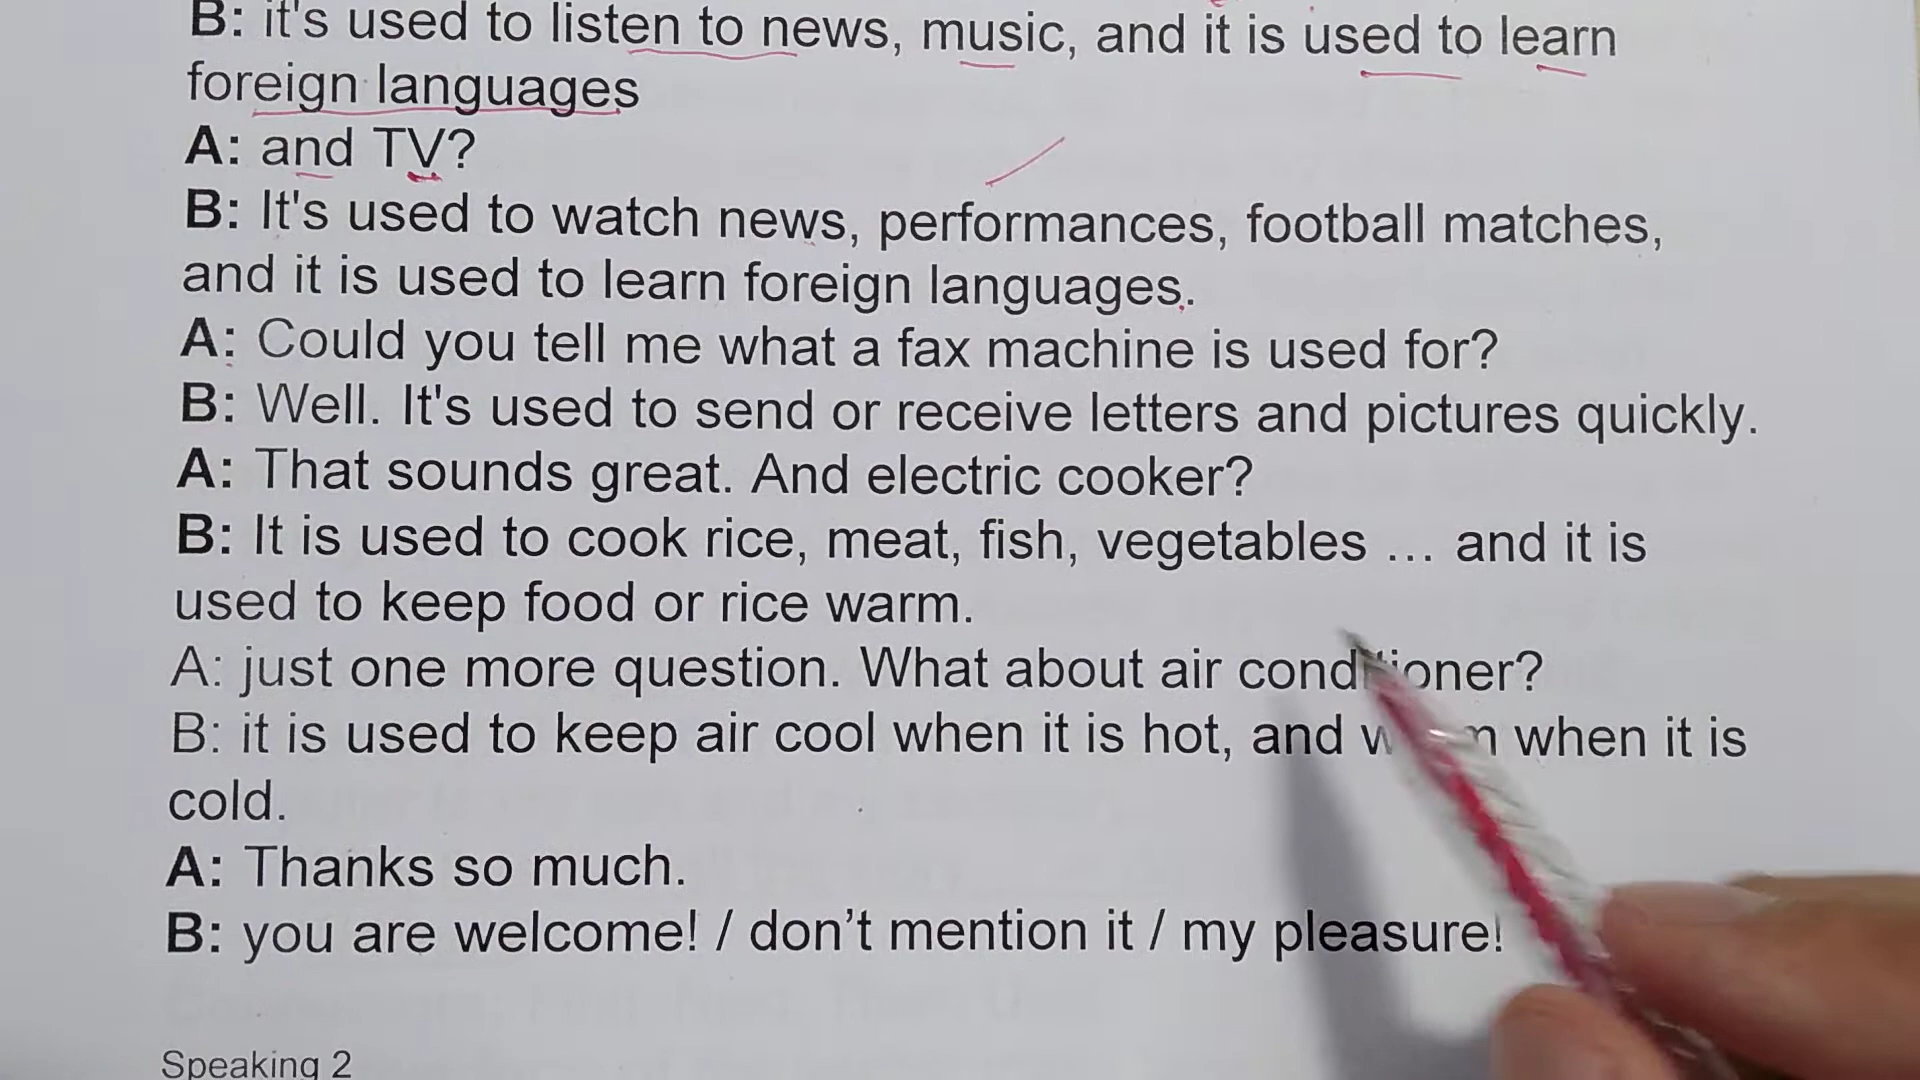 B: it's used to listen to news, music, and it is used to learn
foreign languages
A: and TV?
B: It's used to watch news, performances, football matches,
and it is used to learn foreign languages.
A: Could you tell me what a fax machine is used for?
B: Well. It's used to send or receive letters and pictures quickly.
A: That sounds great. And electric cooker?
B: It is used to cook rice, meat, fish, vegetables ... and it is
used to keep food or rice warm.
A: just one more question. What about air conditioner?
B: it is used to keep air cool when it is hot, and warm when it is
cold.
A: Thanks so much.
B: you are welcome! / don’t mention it / my pleasure!
Speaking 2